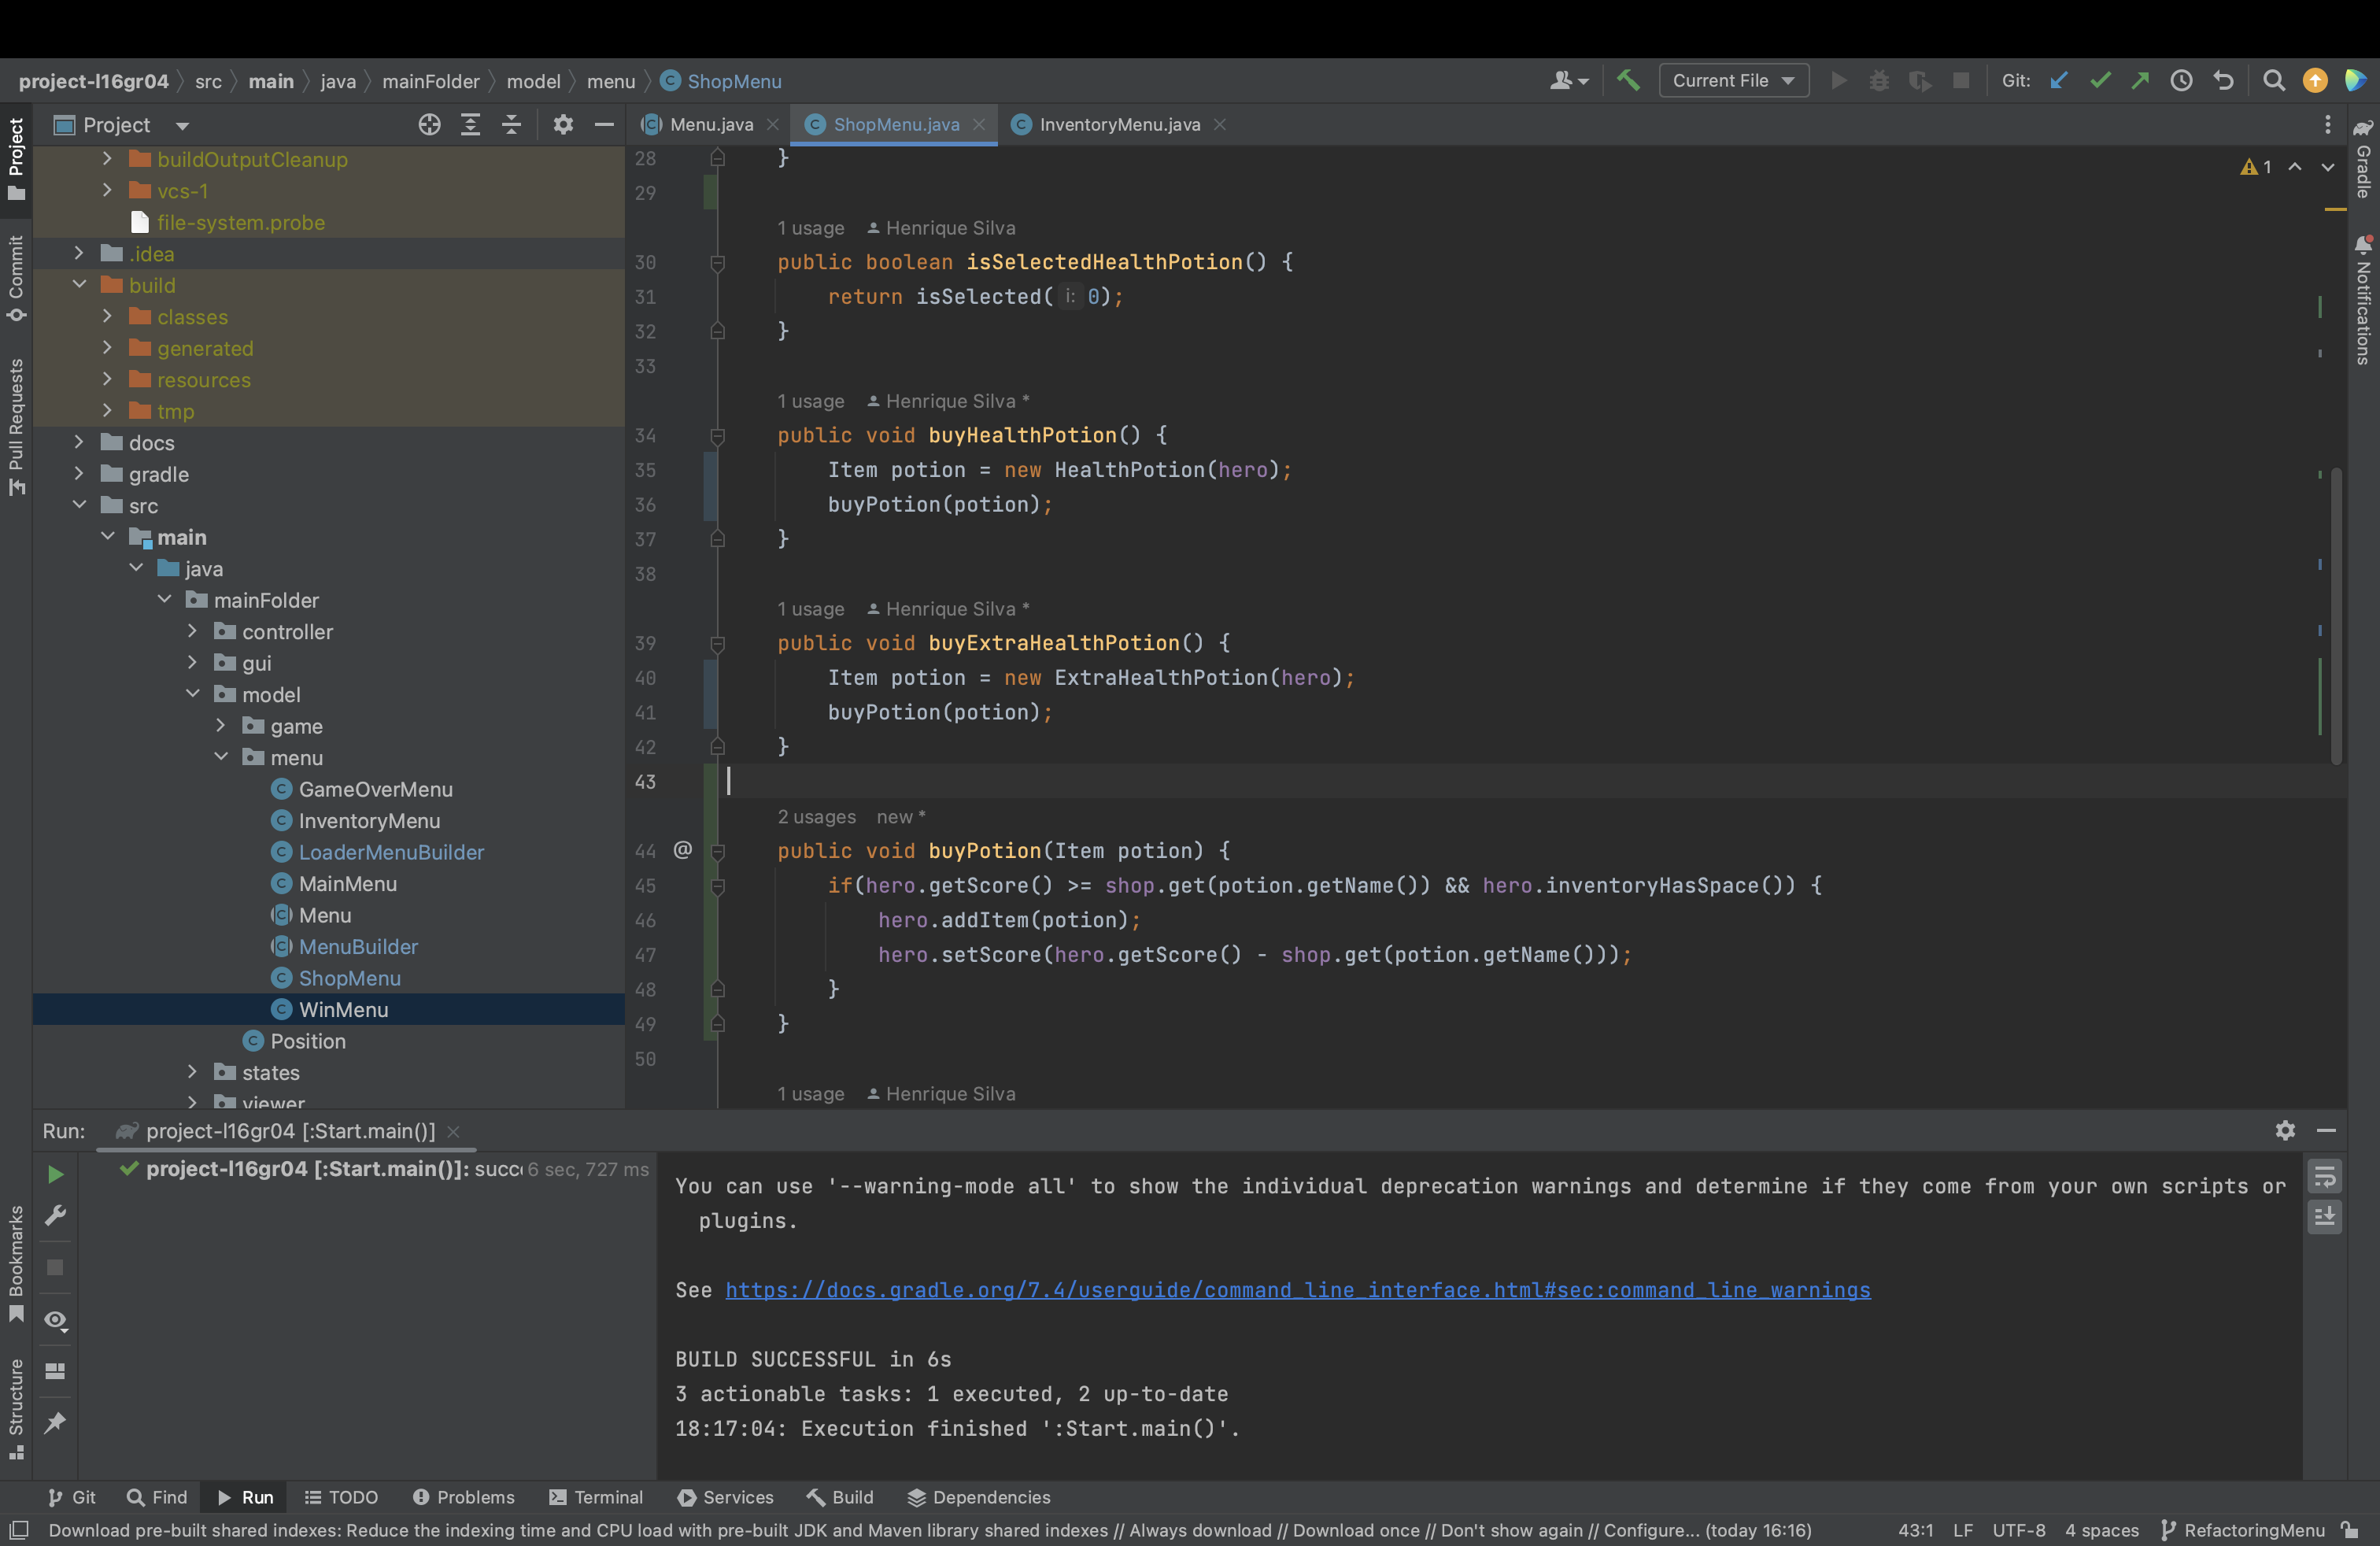 project-l16gr04 src main java mainFolder model menu ShopMenu
Current File
Git:
Project
Menu.java
ShopMenu.java
InventoryMenu.java
Project
Commit
Pull Requests
Bookmarks
Structure
buildOutputCleanup
vcs-1
file-system.probe
.idea
build
classes
generated
resources
tmp
docs
gradle
src
main
java
mainFolder
controller
gui
model
game
menu
GameOverMenu
InventoryMenu
LoaderMenuBuilder
MainMenu
Menu
MenuBuilder
ShopMenu
WinMenu
Position
states
viewer
1
28 }
29
1 usage Henrique Silva
30 public boolean isSelectedHealthPotion() {
31 return isSelected( i: 0);
32 }
33
1 usage Henrique Silva *
34 public void buyHealthPotion() {
35 Item potion = new HealthPotion(hero);
36 buyPotion(potion);
37 }
38
1 usage Henrique Silva *
39 public void buyExtraHealthPotion() {
40 Item potion = new ExtraHealthPotion(hero);
41 buyPotion(potion);
42 }
43
2 usages new *
44 @ public void buyPotion(Item potion) {
45 if(hero.getScore() >= shop.get(potion.getName()) && hero.inventoryHasSpace()) {
46 hero.addItem(potion);
47 hero.setScore(hero.getScore() - shop.get(potion.getName()));
48 }
49 }
50
1 usage Henrique Silva
Gradle
Notifications
Run: project-l16gr04 [:Start.main()]
project-l16gr04 [:Start.main()]: succ 6 sec, 727 ms
You can use '--warning-mode all' to show the individual deprecation warnings and determine if they come from your own scripts or
plugins.
See https://docs.gradle.org/7.4/userguide/command_line_interface.html#sec:command_line_warnings
BUILD SUCCESSFUL in 6s
3 actionable tasks: 1 executed, 2 up-to-date
18:17:04: Execution finished ':Start.main()'.
Git Find Run TODO Problems Terminal Services Build Dependencies
Download pre-built shared indexes: Reduce the indexing time and CPU load with pre-built JDK and Maven library shared indexes // Always download // Download once // Don't show again // Configure... (today 16:16) 43:1 LF UTF-8 4 spaces RefactoringMenu